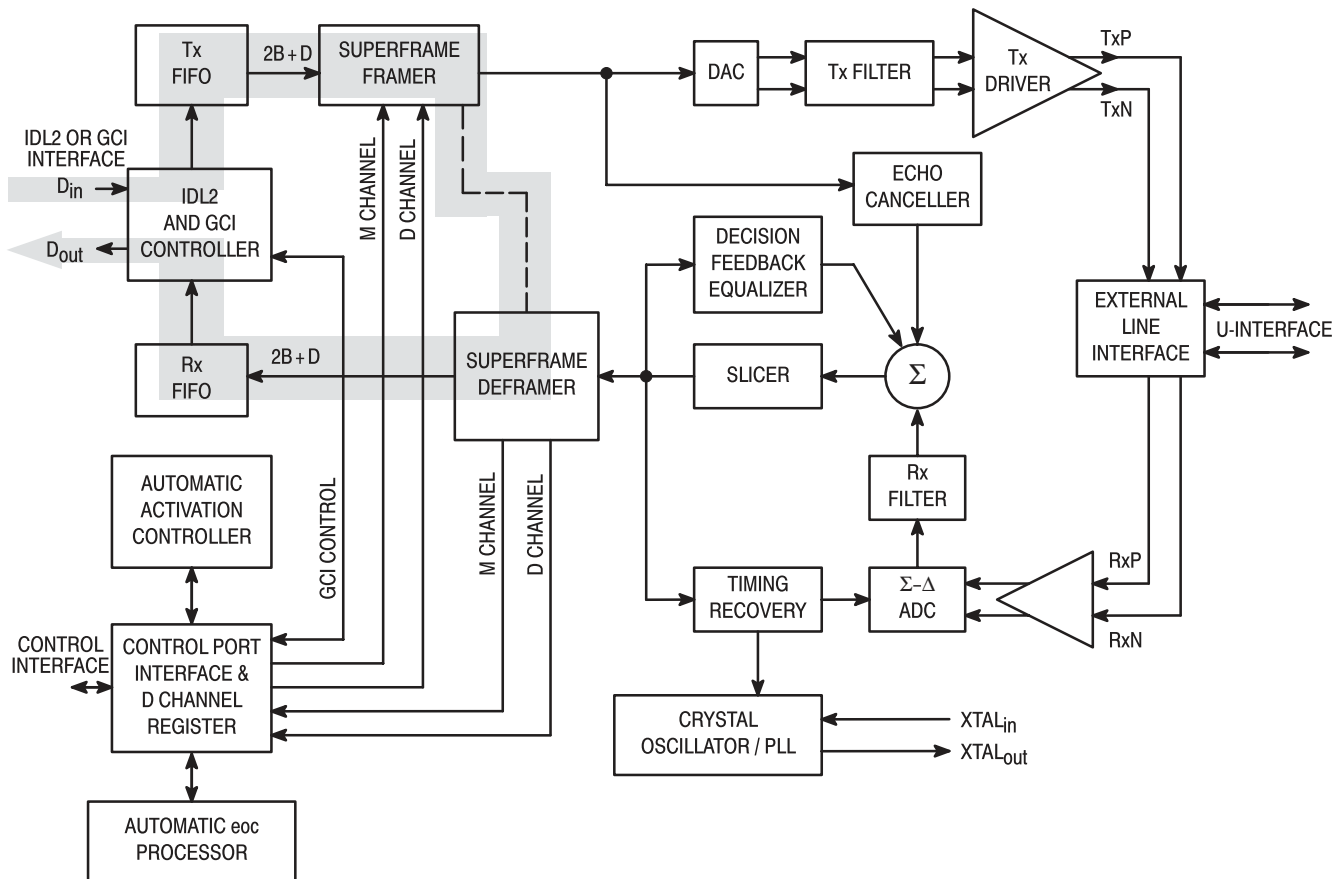 Tx
FIFO
2B+D
SUPERFRAME
FRAMER
DAC
Tx FILTER
Tx
DRIVER
TxP
TxN
IDL2 OR GCI
INTERFACE
Din
Dout
IDL2
AND GCI
CONTROLLER
M CHANNEL
D CHANNEL
ECHO
CANCELLER
DECISION
FEEDBACK
EQUALIZER
EXTERNAL
LINE
INTERFACE
U-INTERFACE
Rx
FIFO
2B+D
SUPERFRAME
DEFRAMER
SLICER
Σ
AUTOMATIC
ACTIVATION
CONTROLLER
GCI CONTROL
M CHANNEL
D CHANNEL
Rx
FILTER
TIMING
RECOVERY
Σ–Δ
ADC
RxP
RxN
CONTROL
INTERFACE
CONTROL PORT
INTERFACE &
D CHANNEL
REGISTER
CRYSTAL
OSCILLATOR / PLL
XTALin
XTALout
AUTOMATIC eoc
PROCESSOR